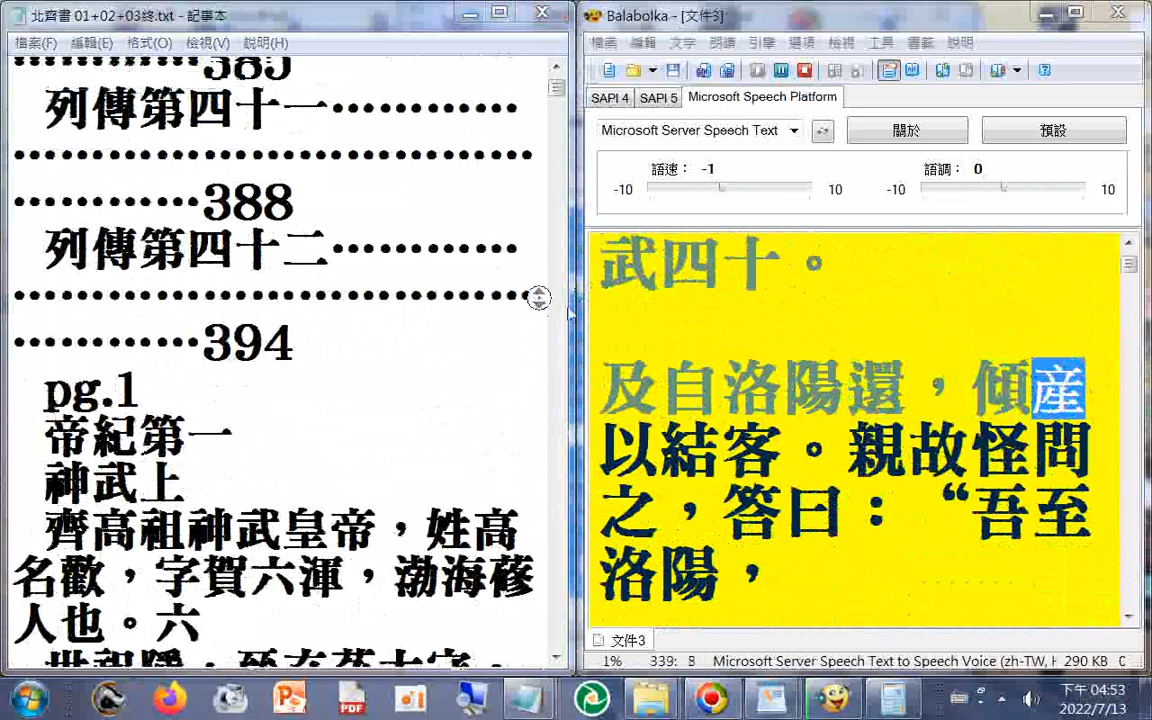 北齊書 01+02+03終.txt - 記事本
檔案(F) 編輯(E) 格式(O) 檢視(V) 說明(H)
…………385
列傳第四十一…………
……………………………
…………388
列傳第四十二…………
……………………………
…………394
pg.1
帝紀第一
神武上
齊高祖神武皇帝，姓高
名歡，字賀六渾，渤海蓨
人也。六
Balabolka - [文件3]
檔案 編輯 文字 朗讀 引擎 選項 檢視 工具 書籤 說明
SAPI 4 SAPI 5 Microsoft Speech Platform
Microsoft Server Speech Text 關於 預設
語速： -1 語調： 0
-10 10 -10 10
武四十。
及自洛陽還，傾産
以結客。親故怪問
之，答曰：“吾至
洛陽，
文件3
1% 339: 8 Microsoft Server Speech Text to Speech Voice (zh-TW, H 290 KB
下午 04:53
2022/7/13